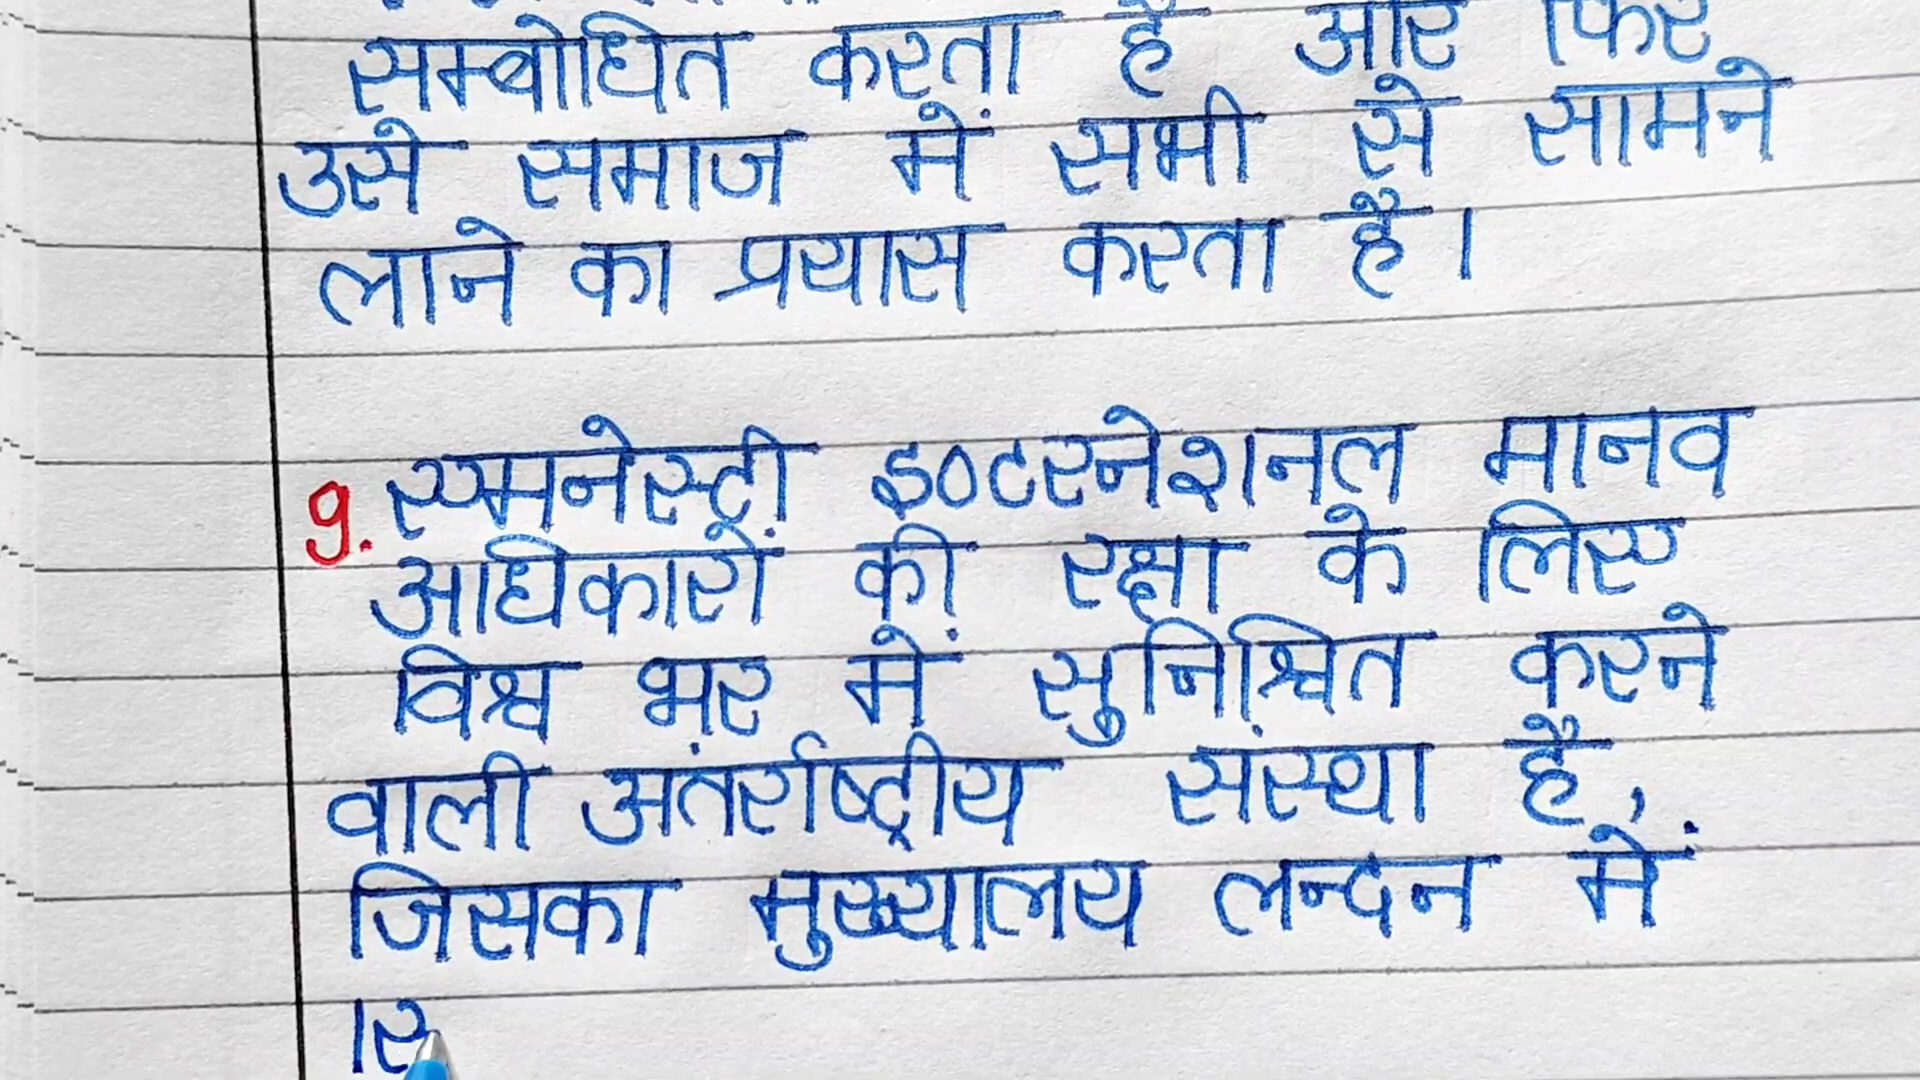 सम्बोधित करता है और फिर
उसे समाज में सभी से सामने
लाने का प्रयास करता है।
9. एमनेस्टी इण्टरनेशनल मानव
अधिकारों की रक्षा के लिए
विश्व भर में सुनिश्चित करने
वाली अंतर्राष्ट्रीय संस्था है,
जिसका मुख्यालय लन्दन में